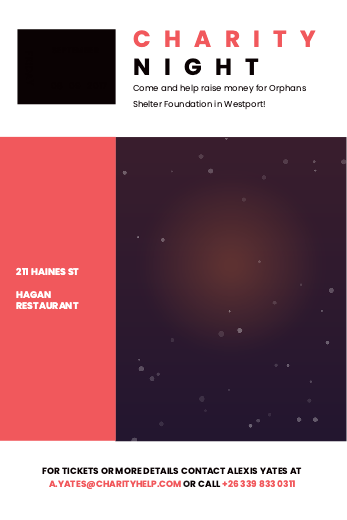 CHARITY
NIGHT
Come and help raise money for Orphans
Shelter Foundation in Westport!
211 HAINES ST
HAGAN
RESTAURANT
FOR TICKETS OR MORE DETAILS CONTACT ALEXIS YATES AT
A.YATES@CHARITYHELP.COM OR CALL +26 339 833 0311